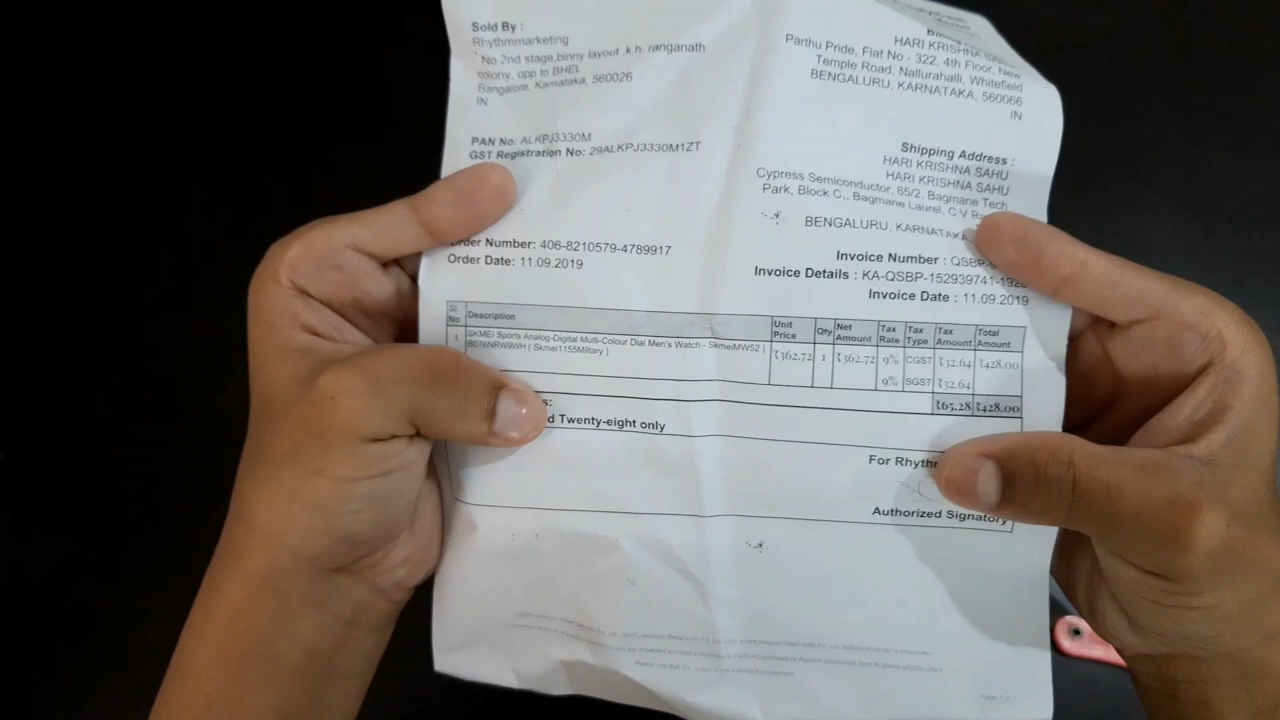 Sold By :
Rhythmmarketing
No 2nd stage,binny layout ,k.h. ranganath
colony, opp to BHEL
Bangalore, Karnataka, 560026
IN
PAN No: ALKPJ3330M
GST Registration No: 29ALKPJ3330M1ZT
HARI KRISHNA
Parthu Pride, Flat No - 322, 4th Floor, New
Temple Road, Nallurahalli, Whitefield
BENGALURU, KARNATAKA, 560066
IN
Shipping Address :
HARI KRISHNA SAHU
HARI KRISHNA SAHU
Cypress Semiconductor, 65/2, Bagmane Tech
Park, Block C,, Bagmane Laurel, C V
BENGALURU, KARNATAKA
Order Number: 406-8210579-4789917
Order Date: 11.09.2019
Invoice Number :
Invoice Details : KA-QSBP-152939741-
Invoice Date : 11.09.2019
Sl. No Description Unit Price Qty Net Amount Tax Rate Tax Type Tax Amount Total Amount
1 SKMEI Sports Analog-Digital Multi-Colour Dial Men's Watch - SkmeiMW52 |
B076NRW9WH ( Skmei1155Miltary )
₹362.72 1 ₹362.72 9% CGST ₹32.64 ₹428.00
9% SGST ₹32.64
₹65.28 ₹428.00
Twenty-eight only
For
Authorized Signatory
Page 1 of 1